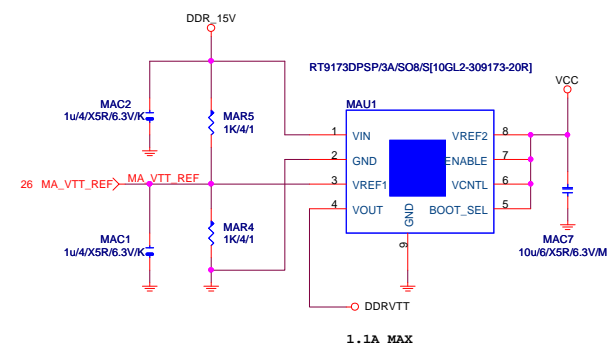 DDR_15V
RT9173DPSP/3A/SO8/S[10GL2-309173-20R]
VCC
MAC2
1u/4/X5R/6.3V/K
MAR5
1K/4/1
MAU1
1 VIN
VREF2 8
2 GND
ENABLE 7
26 MA_VTT_REF
MA_VTT_REF
3 VREF1
VCNTL 6
4 VOUT
BOOT_SEL 5
GND
9
MAC1
1u/4/X5R/6.3V/K
MAR4
1K/4/1
MAC7
10u/6/X5R/6.3V/M
DDRVTT
1.1A MAX